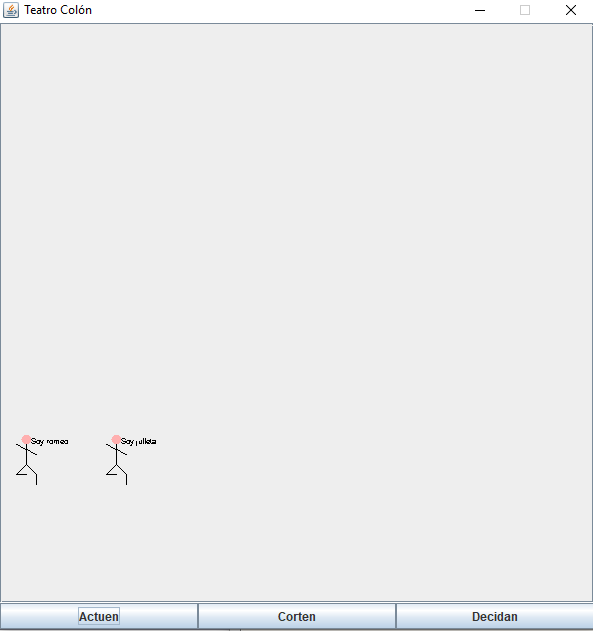 Teatro Colón
Soy romeo
Soy julieta
Actuen
Corten
Decidan